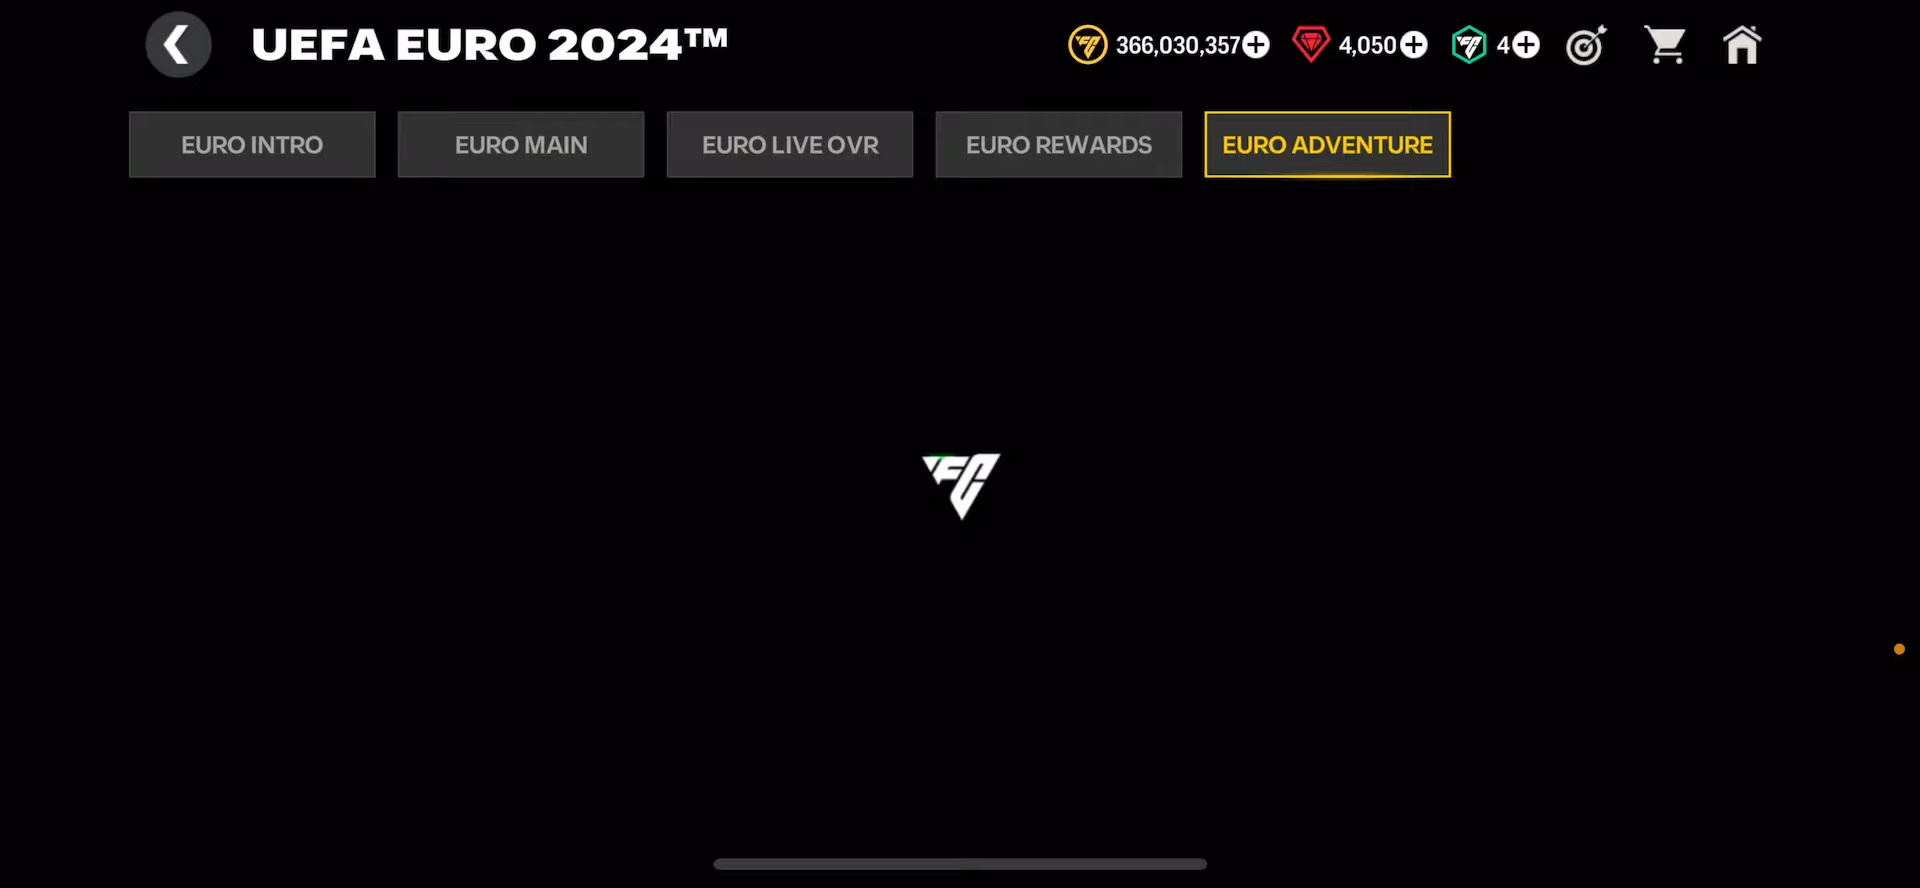 UEFA EURO 2024™
366,030,357
4,050
4
EURO INTRO
EURO MAIN
EURO LIVE OVR
EURO REWARDS
EURO ADVENTURE
FC